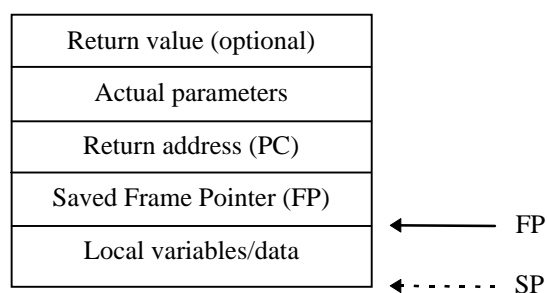 Return value (optional)
Actual parameters
Return address (PC)
Saved Frame Pointer (FP)
FP
Local variables/data
SP